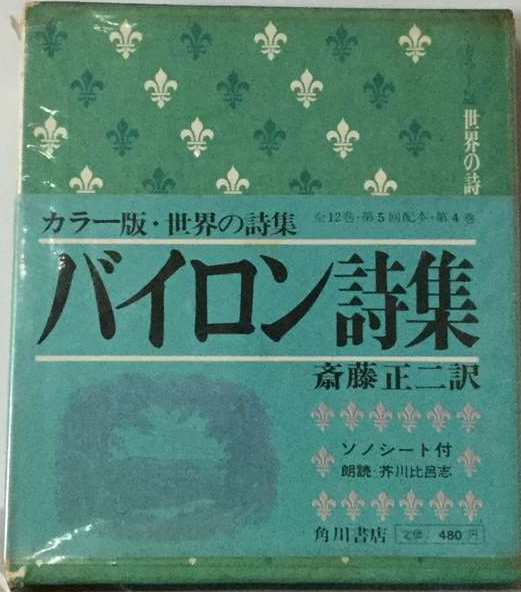 世界の詩
カラー版・世界の詩集 全12巻・第5回配本・第4巻
バイロン詩集
斎藤正二訳
ソノシート付
朗読・芥川比呂志
角川書店 定価 480円